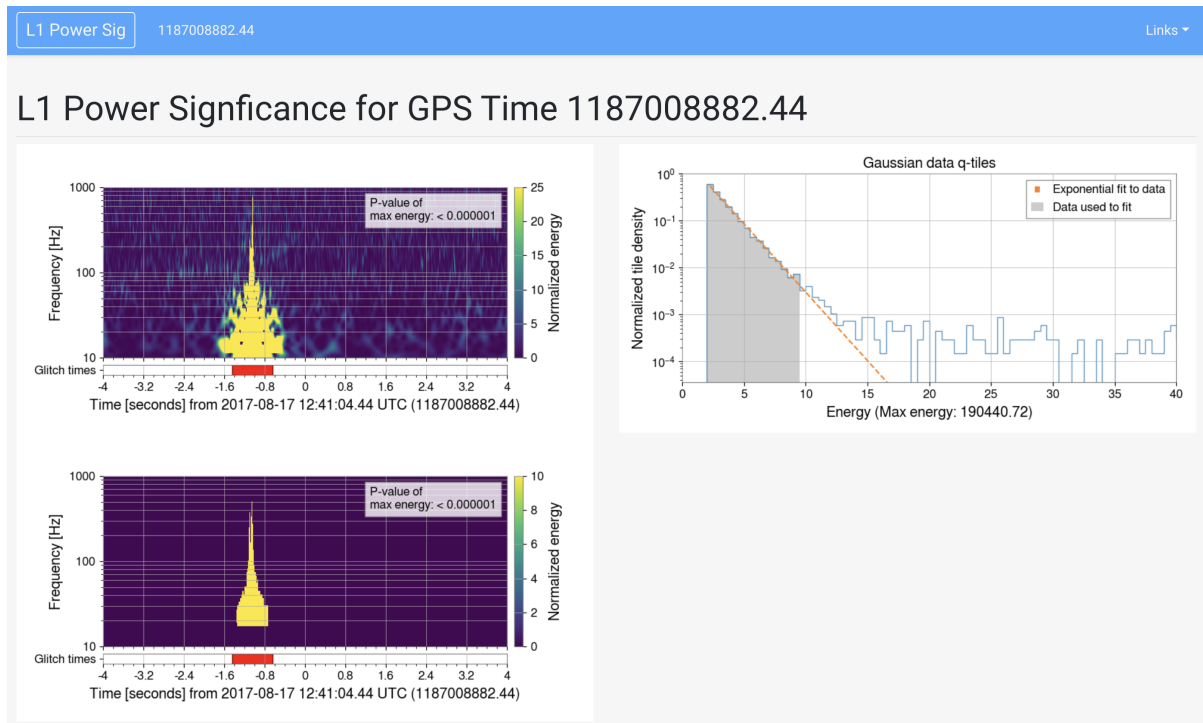 L1 Power Sig
1187008882.44
Links
L1 Power Signficance for GPS Time 1187008882.44
1000
100
10
Frequency [Hz]
P-value of
max energy: < 0.000001
25
20
15
10
5
0
Normalized energy
Glitch times
-4 -3.2 -2.4 -1.6 -0.8 0 0.8 1.6 2.4 3.2 4
Time [seconds] from 2017-08-17 12:41:04.44 UTC (1187008882.44)
Gaussian data q-tiles
10⁰
10⁻¹
10⁻²
10⁻³
10⁻⁴
Normalized tile density
Exponential fit to data
Data used to fit
0 5 10 15 20 25 30 35 40
Energy (Max energy: 190440.72)
1000
100
10
Frequency [Hz]
P-value of
max energy: < 0.000001
10
8
6
4
2
0
Normalized energy
Glitch times
-4 -3.2 -2.4 -1.6 -0.8 0 0.8 1.6 2.4 3.2 4
Time [seconds] from 2017-08-17 12:41:04.44 UTC (1187008882.44)